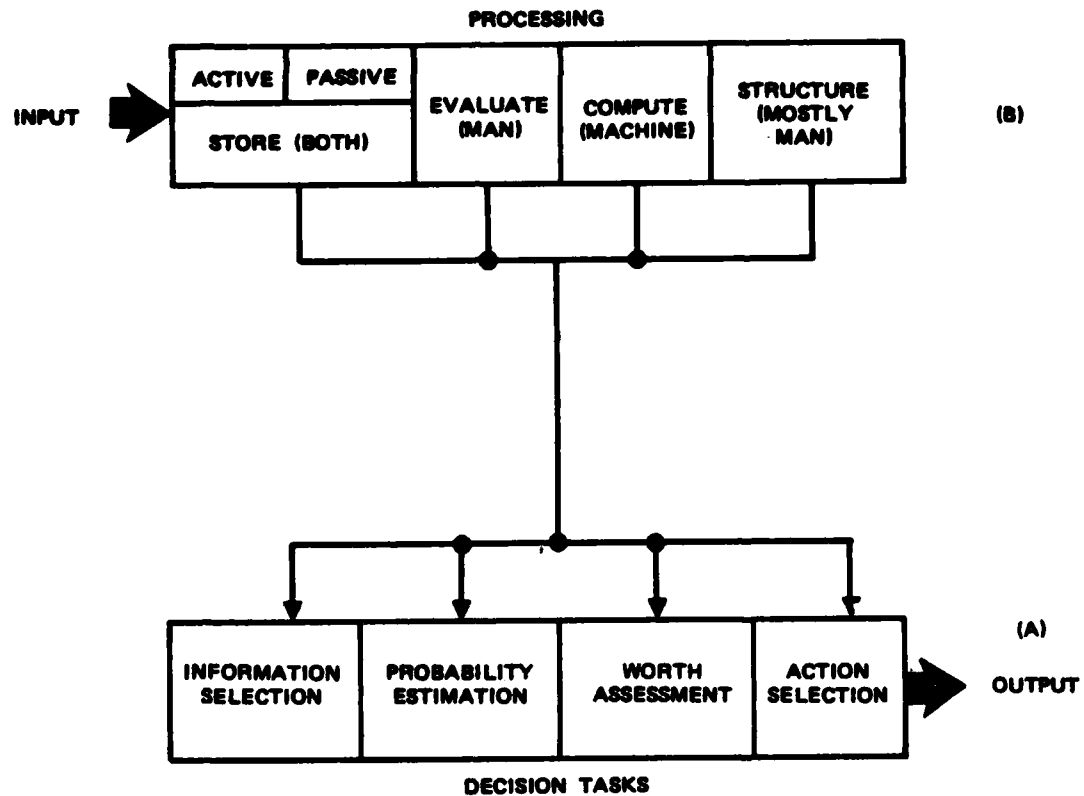 PROCESSING
ACTIVE
PASSIVE
STORE (BOTH)
EVALUATE
(MAN)
COMPUTE
(MACHINE)
STRUCTURE
(MOSTLY
MAN)
INPUT
(B)
INFORMATION
SELECTION
PROBABILITY
ESTIMATION
WORTH
ASSESSMENT
ACTION
SELECTION
(A)
OUTPUT
DECISION TASKS